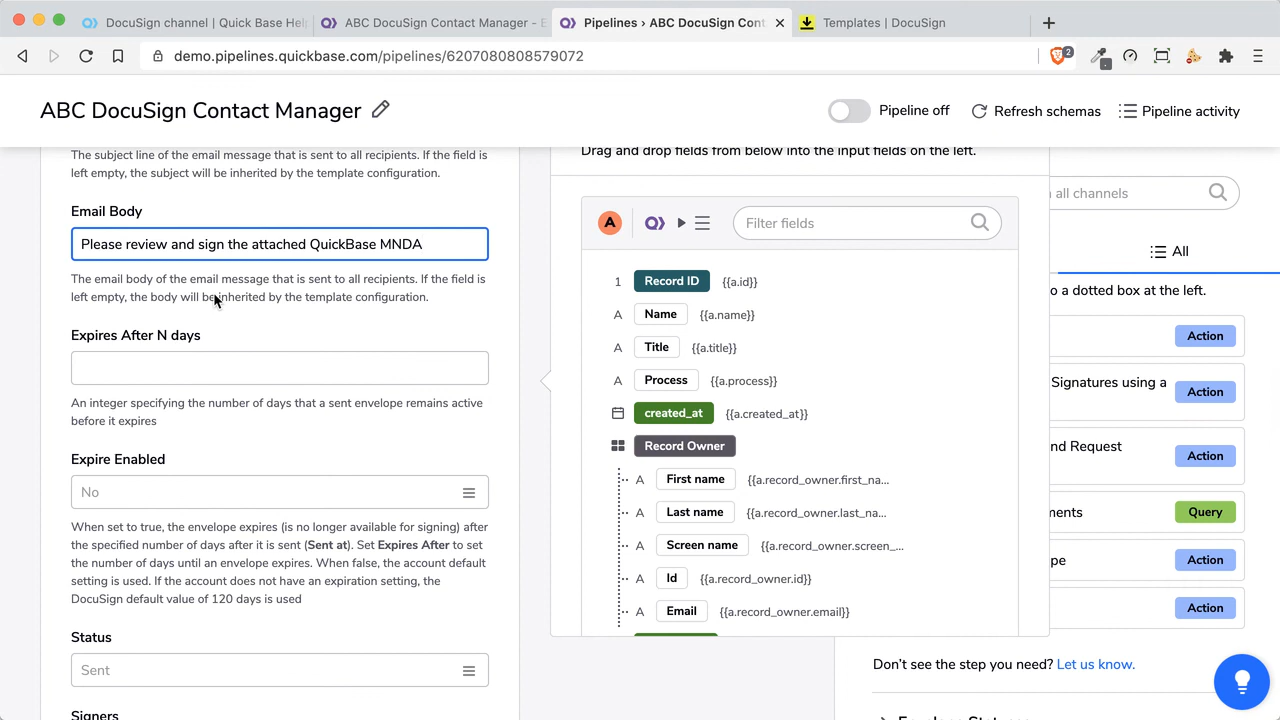 DocuSign channel | Quick Base Hel
ABC DocuSign Contact Manager - E
Pipelines › ABC DocuSign Cont
Templates | DocuSign
demo.pipelines.quickbase.com/pipelines/6207080808579072
2
ABC DocuSign Contact Manager
Pipeline off
Refresh schemas
Pipeline activity
The subject line of the email message that is sent to all recipients. If the field is
left empty, the subject will be inherited by the template configuration.
Email Body
Please review and sign the attached QuickBase MNDA
The email body of the email message that is sent to all recipients. If the field is
left empty, the body will be inherited by the template configuration.
Expires After N days
An integer specifying the number of days that a sent envelope remains active
before it expires
Expire Enabled
No
When set to true, the envelope expires (is no longer available for signing) after
the specified number of days after it is sent (Sent at). Set Expires After to set
the number of days until an envelope expires. When false, the account default
setting is used. If the account does not have an expiration setting, the
DocuSign default value of 120 days is used
Status
Sent
Signers
Drag and drop fields from below into the input fields on the left.
A
Filter fields
1 Record ID {{a.id}}
A Name {{a.name}}
A Title {{a.title}}
A Process {{a.process}}
created_at {{a.created_at}}
Record Owner
A First name {{a.record_owner.first_na...
A Last name {{a.record_owner.last_na...
A Screen name {{a.record_owner.screen_...
A Id {{a.record_owner.id}}
A Email {{a.record_owner.email}}
all channels
All
o a dotted box at the left.
Action
Signatures using a
Action
nd Request
Action
ments
Query
pe
Action
Action
Don't see the step you need? Let us know.
Envelope Statuses